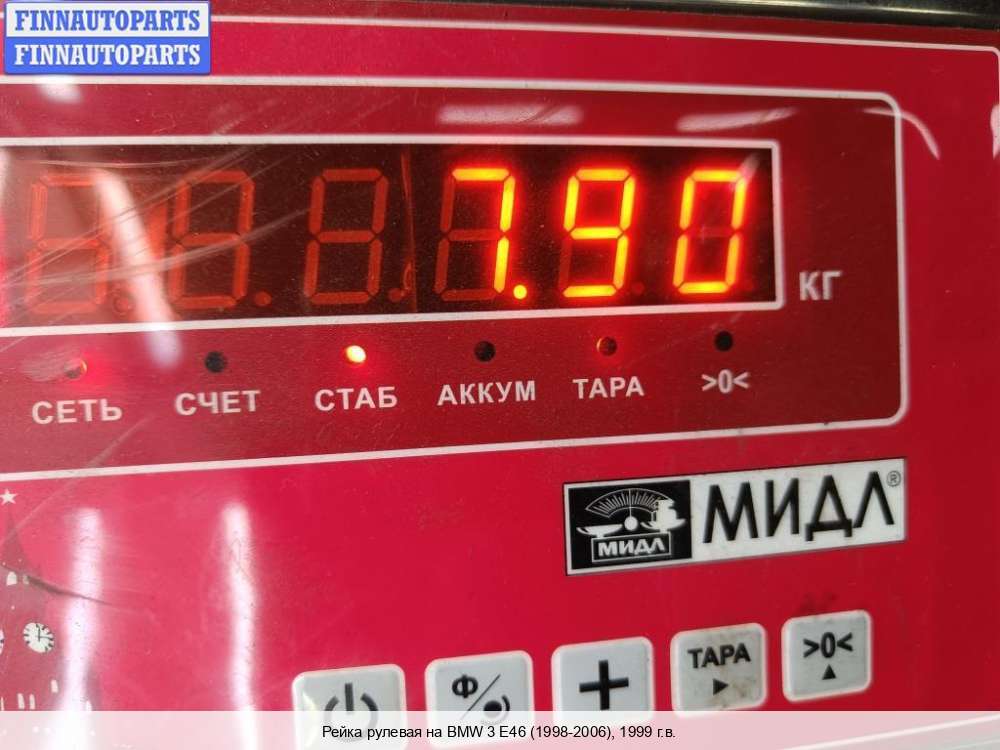 FINNAUTOPARTS
FINNAUTOPARTS
7.90
КГ
СЕТЬ СЧЕТ СТАБ АККУМ ТАРА >0<
МИДЛ МИДЛ®
Ф/ + ТАРА >0<
Рейка рулевая на BMW 3 E46 (1998-2006), 1999 г.в.